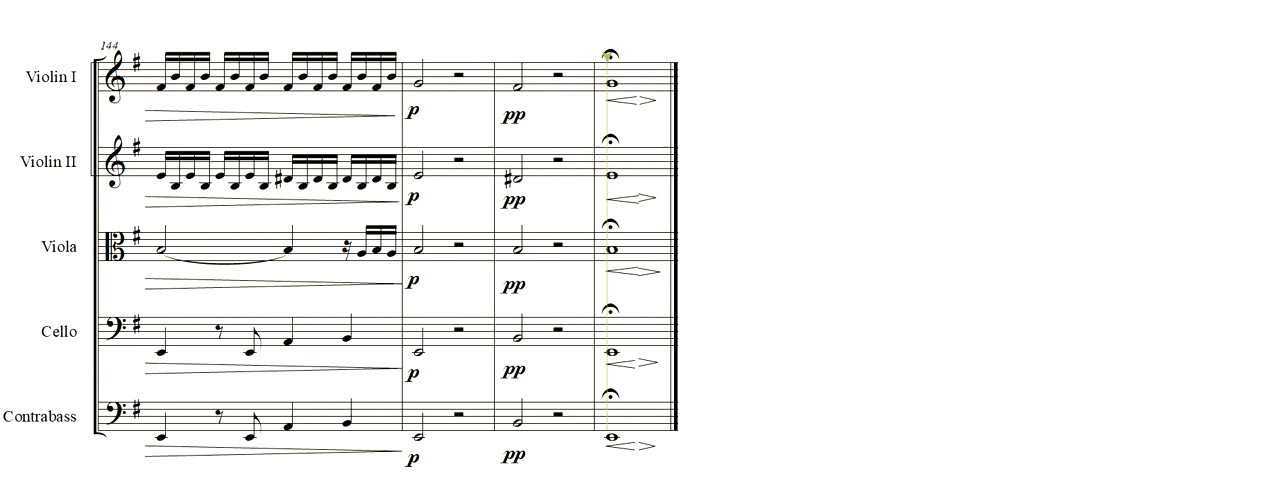 144
Violin I
p pp
Violin II
p pp
Viola
p pp
Cello
p pp
Contrabass
p pp